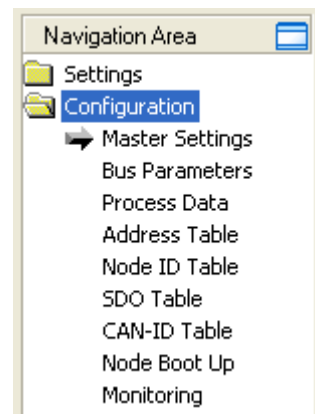 Navigation Area
Settings
Configuration
Master Settings
Bus Parameters
Process Data
Address Table
Node ID Table
SDO Table
CAN-ID Table
Node Boot Up
Monitoring